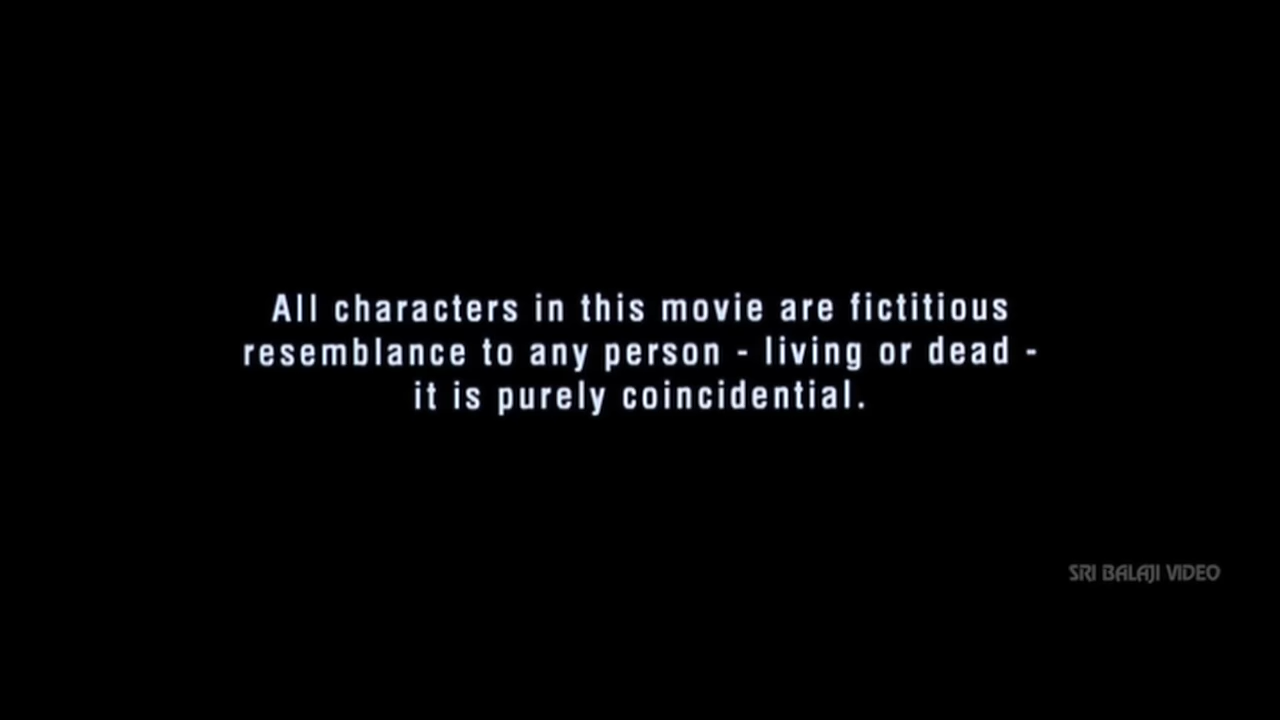 All characters in this movie are fictitious
resemblance to any person - living or dead -
it is purely coincidential.
SRI BALAJI VIDEO